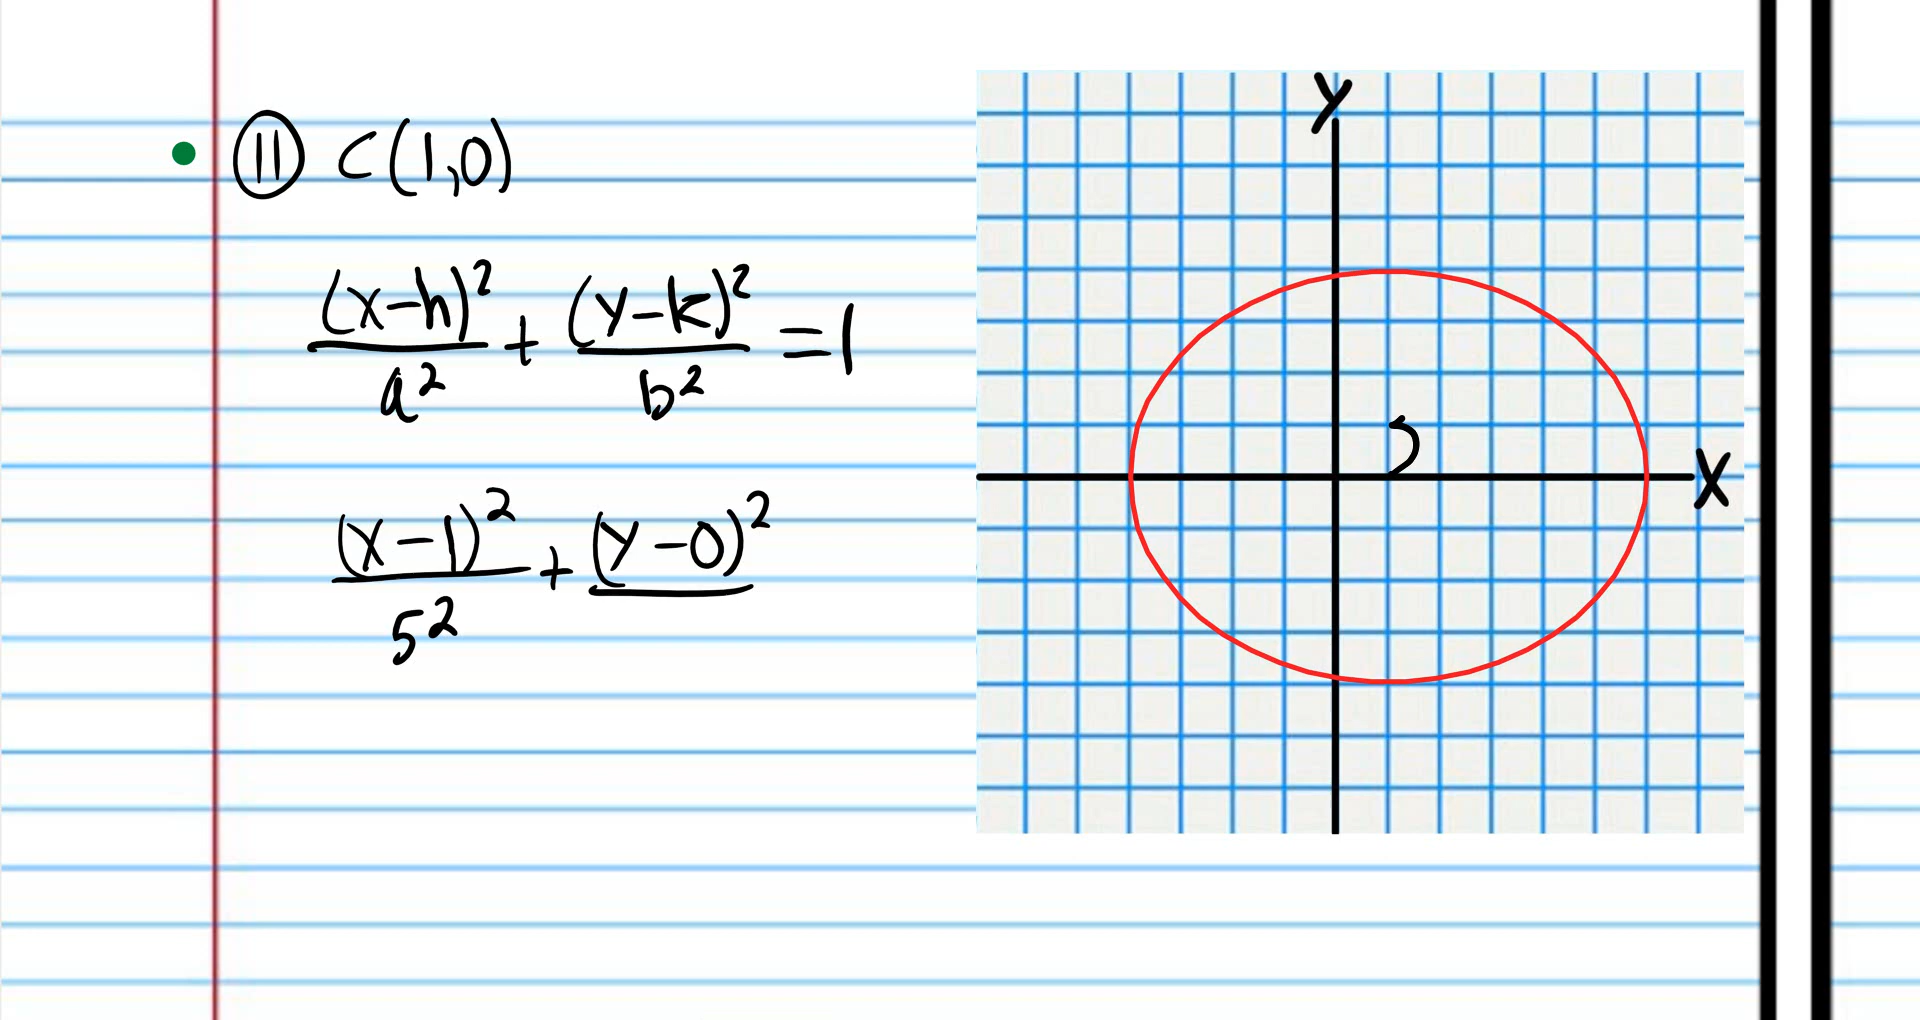 ⑪ C(1,0)
(x-h)²/a² + (y-k)²/b² = 1
(x-1)²/5² + (y-0)²/
Y
X